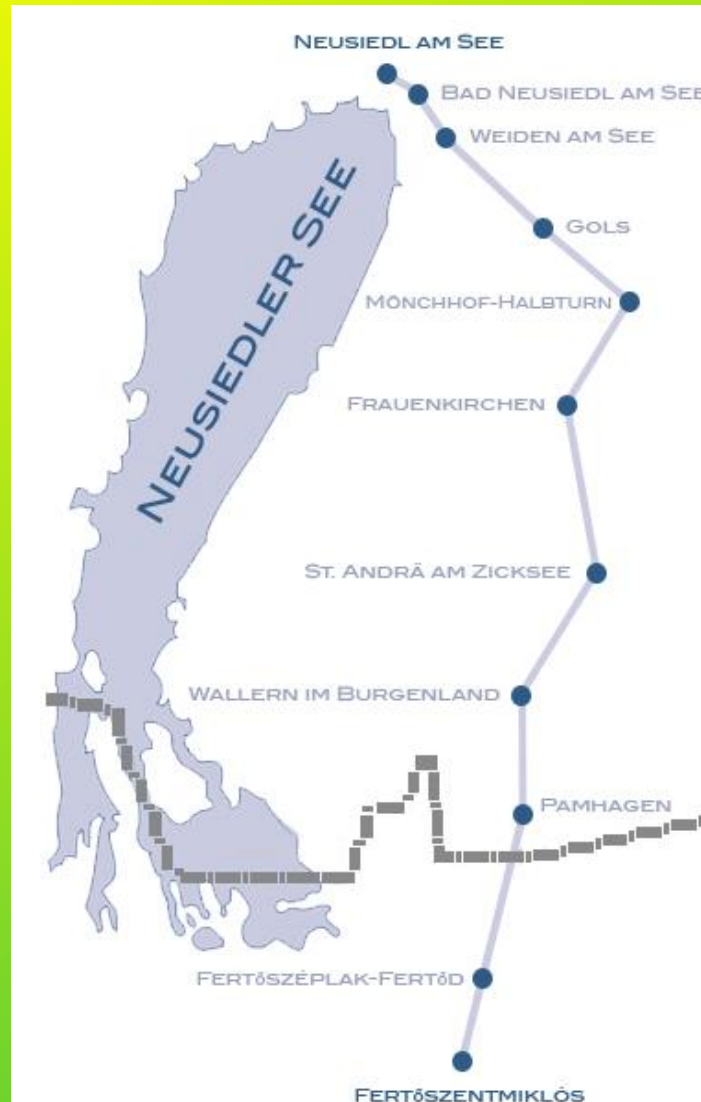 NEUSIEDL AM SEE
BAD NEUSIEDL AM SEE
WEIDEN AM SEE
NEUSIEDLER SEE
GOLS
MÖNCHHOF-HALBTURN
FRAUENKIRCHEN
ST. ANDRÄ AM ZICKSEE
WALLERN IM BURGENLAND
PAMHAGEN
FERTőSZÉPLAK-FERTőD
FERTőSZENTMIKLÓS